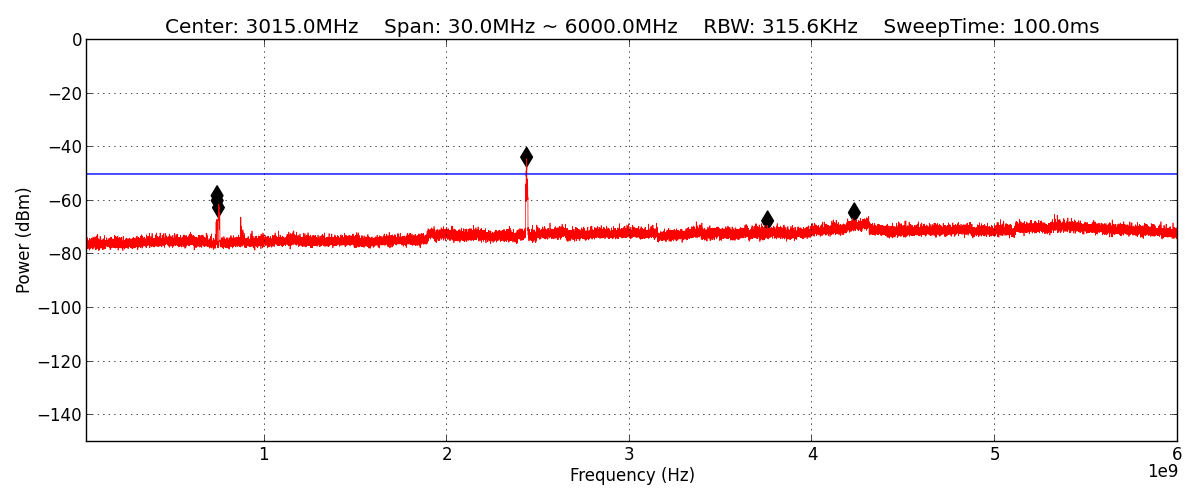 Center: 3015.0MHz    Span: 30.0MHz ~ 6000.0MHz    RBW: 315.6KHz    SweepTime: 100.0ms
Power (dBm)
0
−20
−40
−60
−80
−100
−120
−140
1 2 3 4 5 6
1e9
Frequency (Hz)